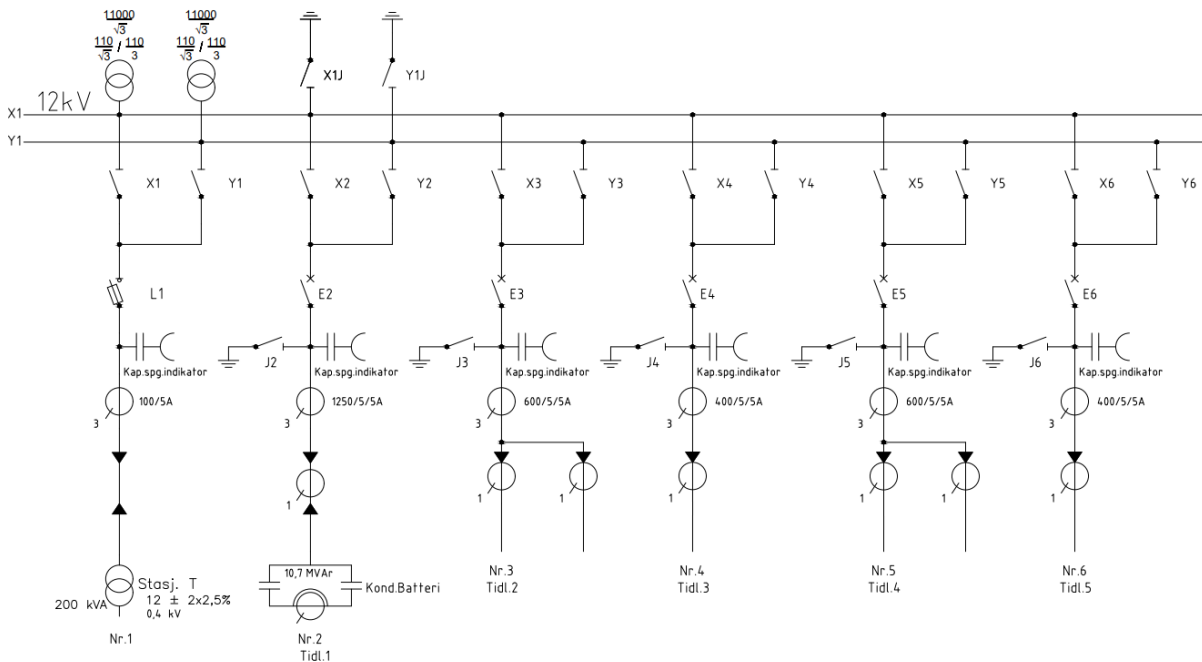 11000
√3
110
√3
/
110
3
11000
√3
110
√3
/
110
3
X1J
Y1J
X1
12kV
Y1
X1
Y1
X2
Y2
X3
Y3
X4
Y4
X5
Y5
X6
Y6
L1
E2
E3
E4
E5
E6
J2
J3
J4
J5
J6
Kap.spg.indikator
Kap.spg.indikator
Kap.spg.indikator
Kap.spg.indikator
Kap.spg.indikator
Kap.spg.indikator
100/5A
1250/5/5A
600/5/5A
400/5/5A
600/5/5A
400/5/5A
3
3
3
3
3
3
1
1
1
1
1
1
1
10,7 MVAr
Kond.Batteri
Stasj. T
200 kVA
12 ± 2x2,5%
0,4 kV
Nr.3
Tidl.2
Nr.4
Tidl.3
Nr.5
Tidl.4
Nr.6
Tidl.5
Nr.1
Nr.2
Tidl.1